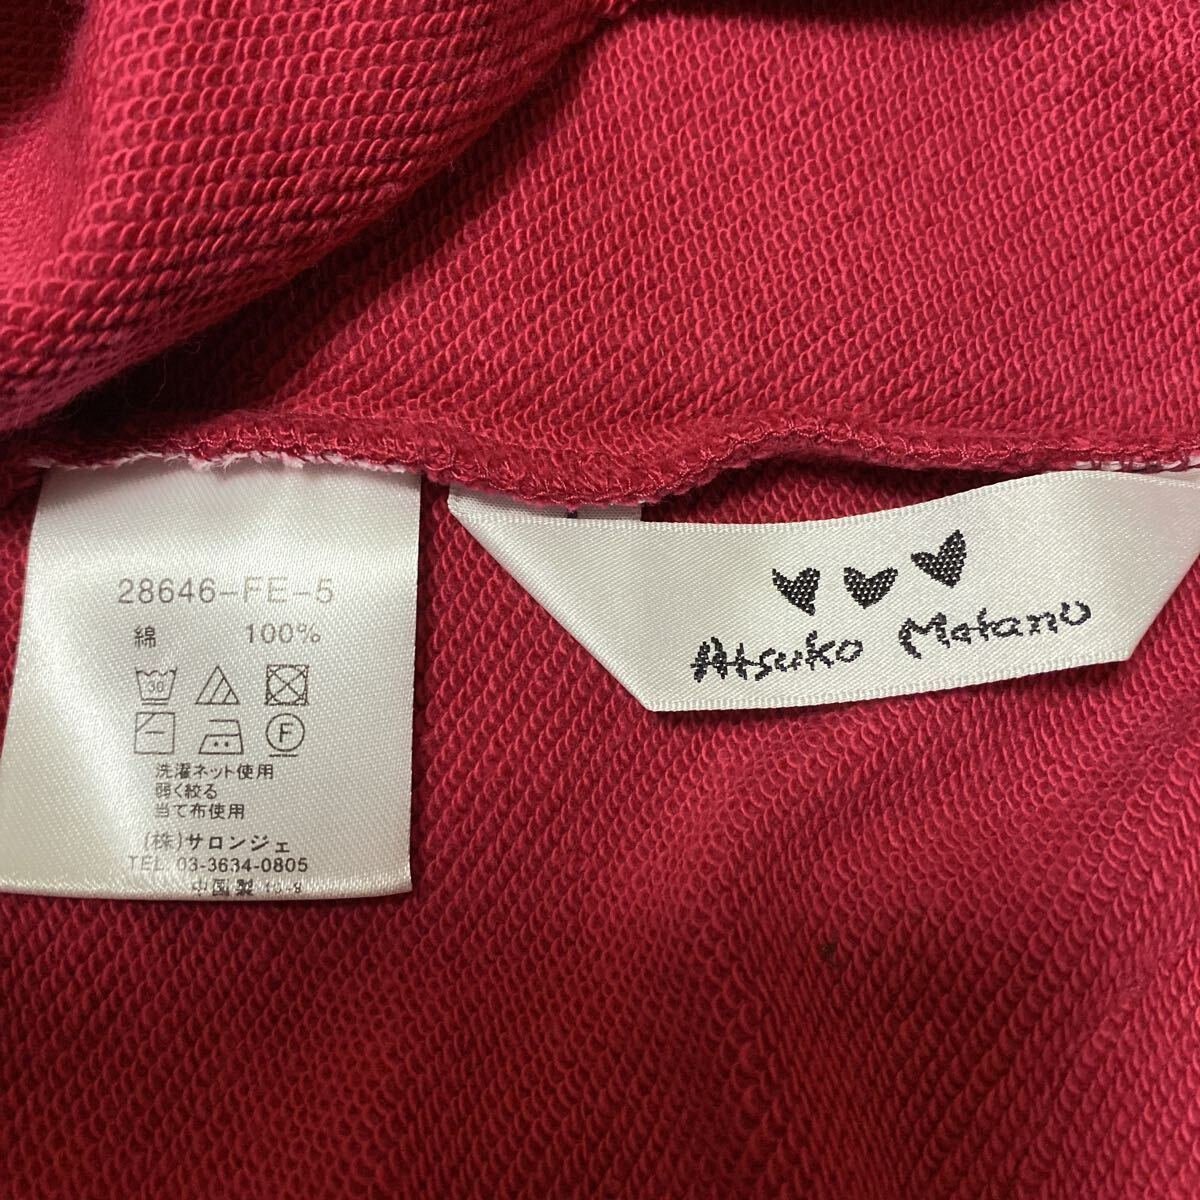 28646-FE-5
綿 100%
30
F
洗濯ネット使用
弱く絞る
当て布使用
(株)サロンジェ
TEL 03-3634-0805
中国製
Atsuko Matano